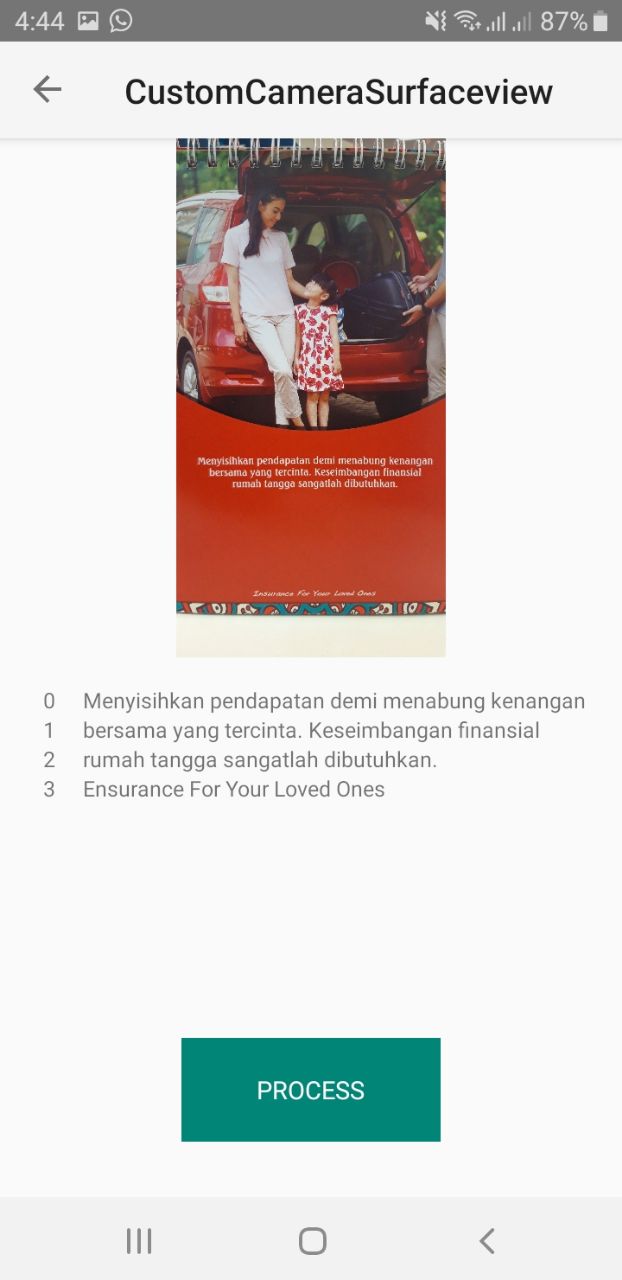 4:44 87%
CustomCameraSurfaceview
Menyisihkan pendapatan demi menabung kenangan
bersama yang tercinta. Keseimbangan finansial
rumah tangga sangatlah dibutuhkan.
Insurance For Your Loved Ones
0 Menyisihkan pendapatan demi menabung kenangan
1 bersama yang tercinta. Keseimbangan finansial
2 rumah tangga sangatlah dibutuhkan.
3 Ensurance For Your Loved Ones
PROCESS